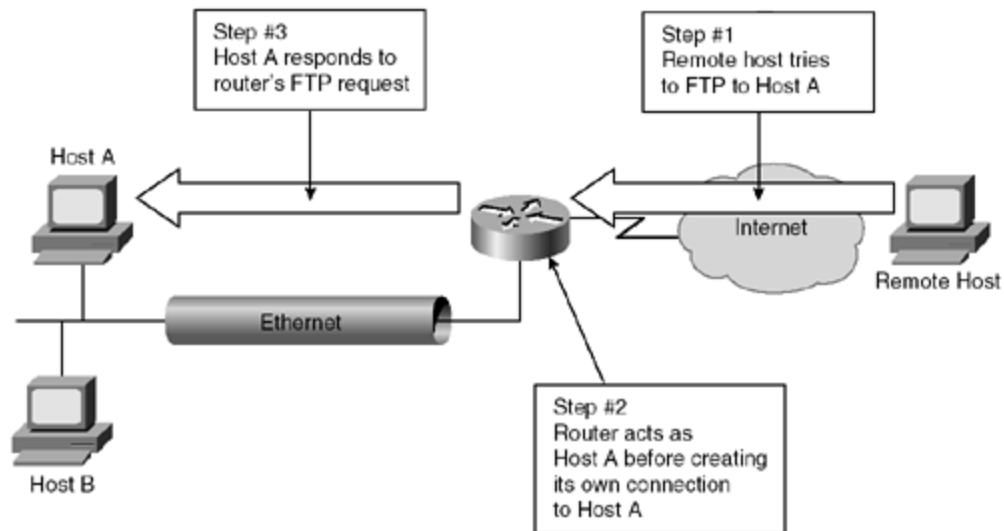 Step #3
Host A responds to
router's FTP request
Step #1
Remote host tries
to FTP to Host A
Host A
Internet
Remote Host
Ethernet
Host B
Step #2
Router acts as
Host A before creating
its own connection
to Host A